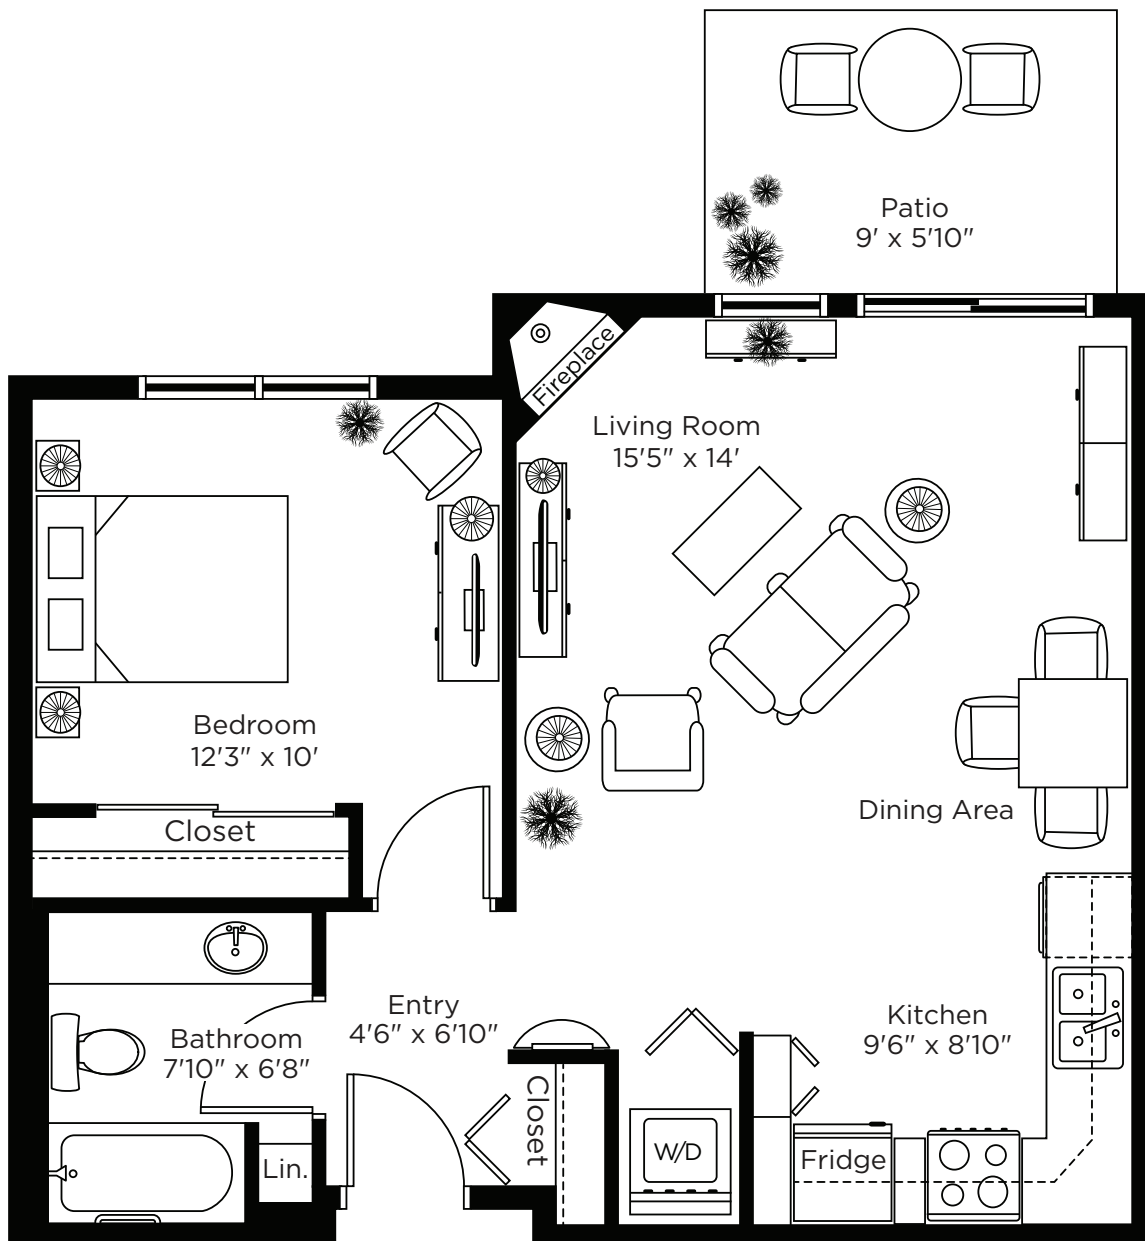 Patio
9' x 5'10"
Fireplace
Living Room
15'5" x 14'
Bedroom
12'3" x 10'
Closet
Dining Area
Entry
4'6" x 6'10"
Kitchen
9'6" x 8'10"
Bathroom
7'10" x 6'8"
Closet
W/D
Fridge
Lin.